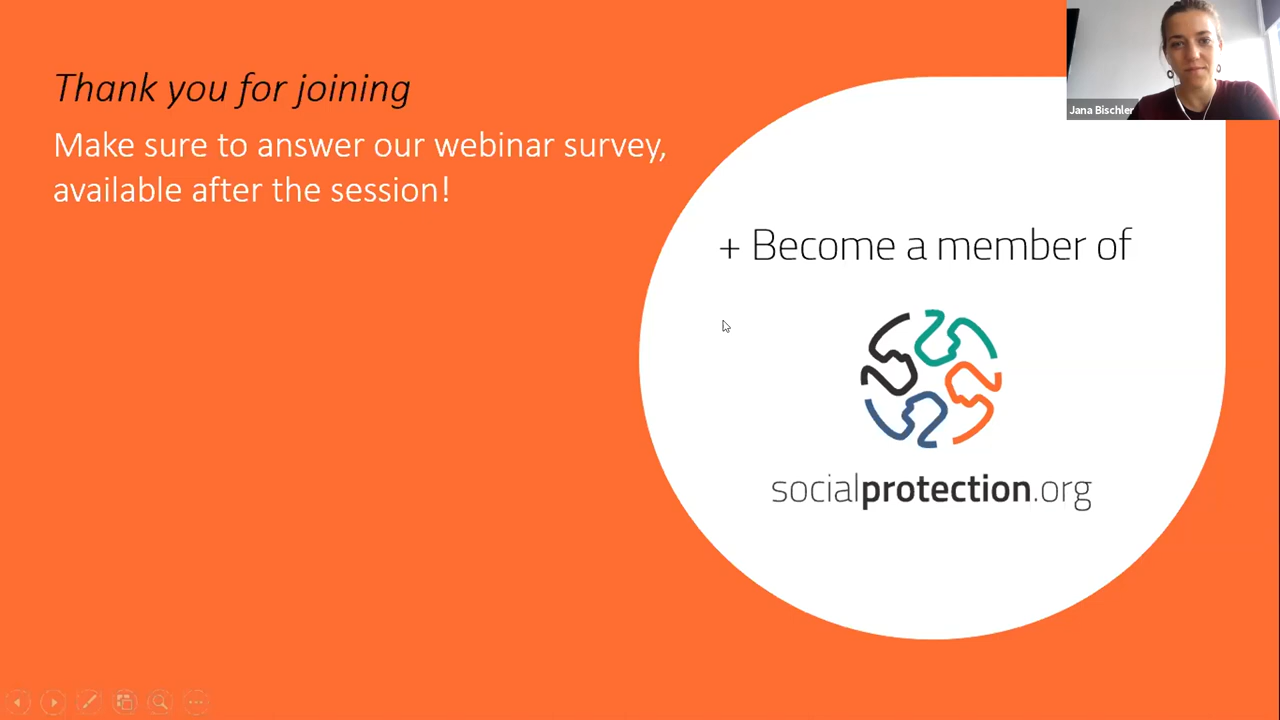 Thank you for joining
Make sure to answer our webinar survey,
available after the session!
Jana Bischler
+ Become a member of
socialprotection.org